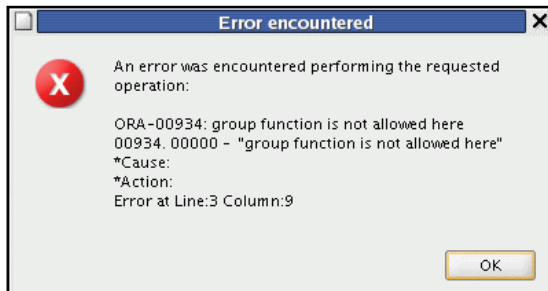 Error encountered
An error was encountered performing the requested
operation:
ORA-00934: group function is not allowed here
00934. 00000 - "group function is not allowed here"
*Cause:
*Action:
Error at Line:3 Column:9
OK